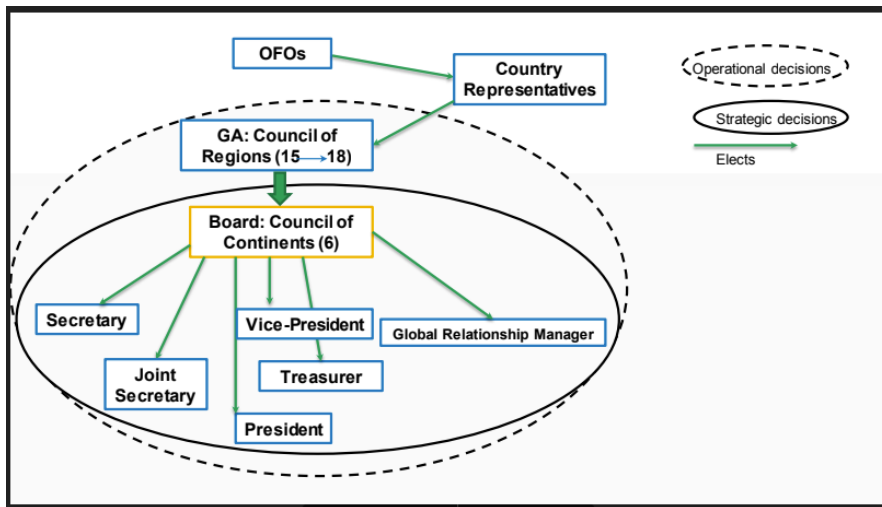 OFOs
Country
Representatives
Operational decisions
Strategic decisions
Elects
GA: Council of
Regions (15→18)
Board: Council of
Continents (6)
Secretary
Vice-President
Global Relationship Manager
Joint
Secretary
Treasurer
President